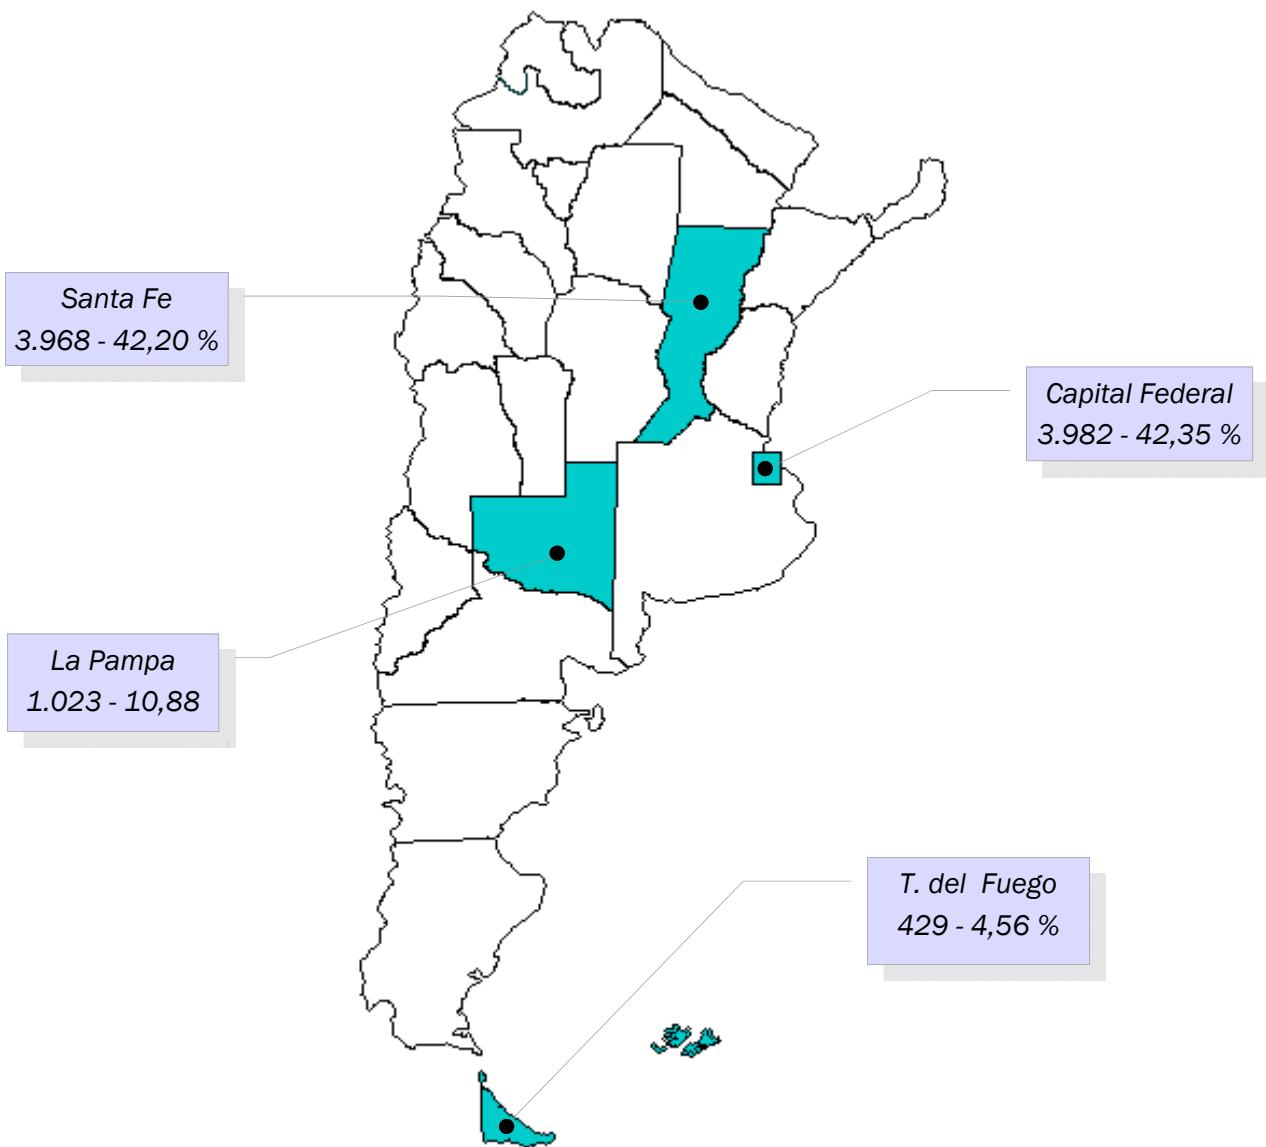 Santa Fe
3.968 - 42,20 %
Capital Federal
3.982 - 42,35 %
La Pampa
1.023 - 10,88
T. del Fuego
429 - 4,56 %